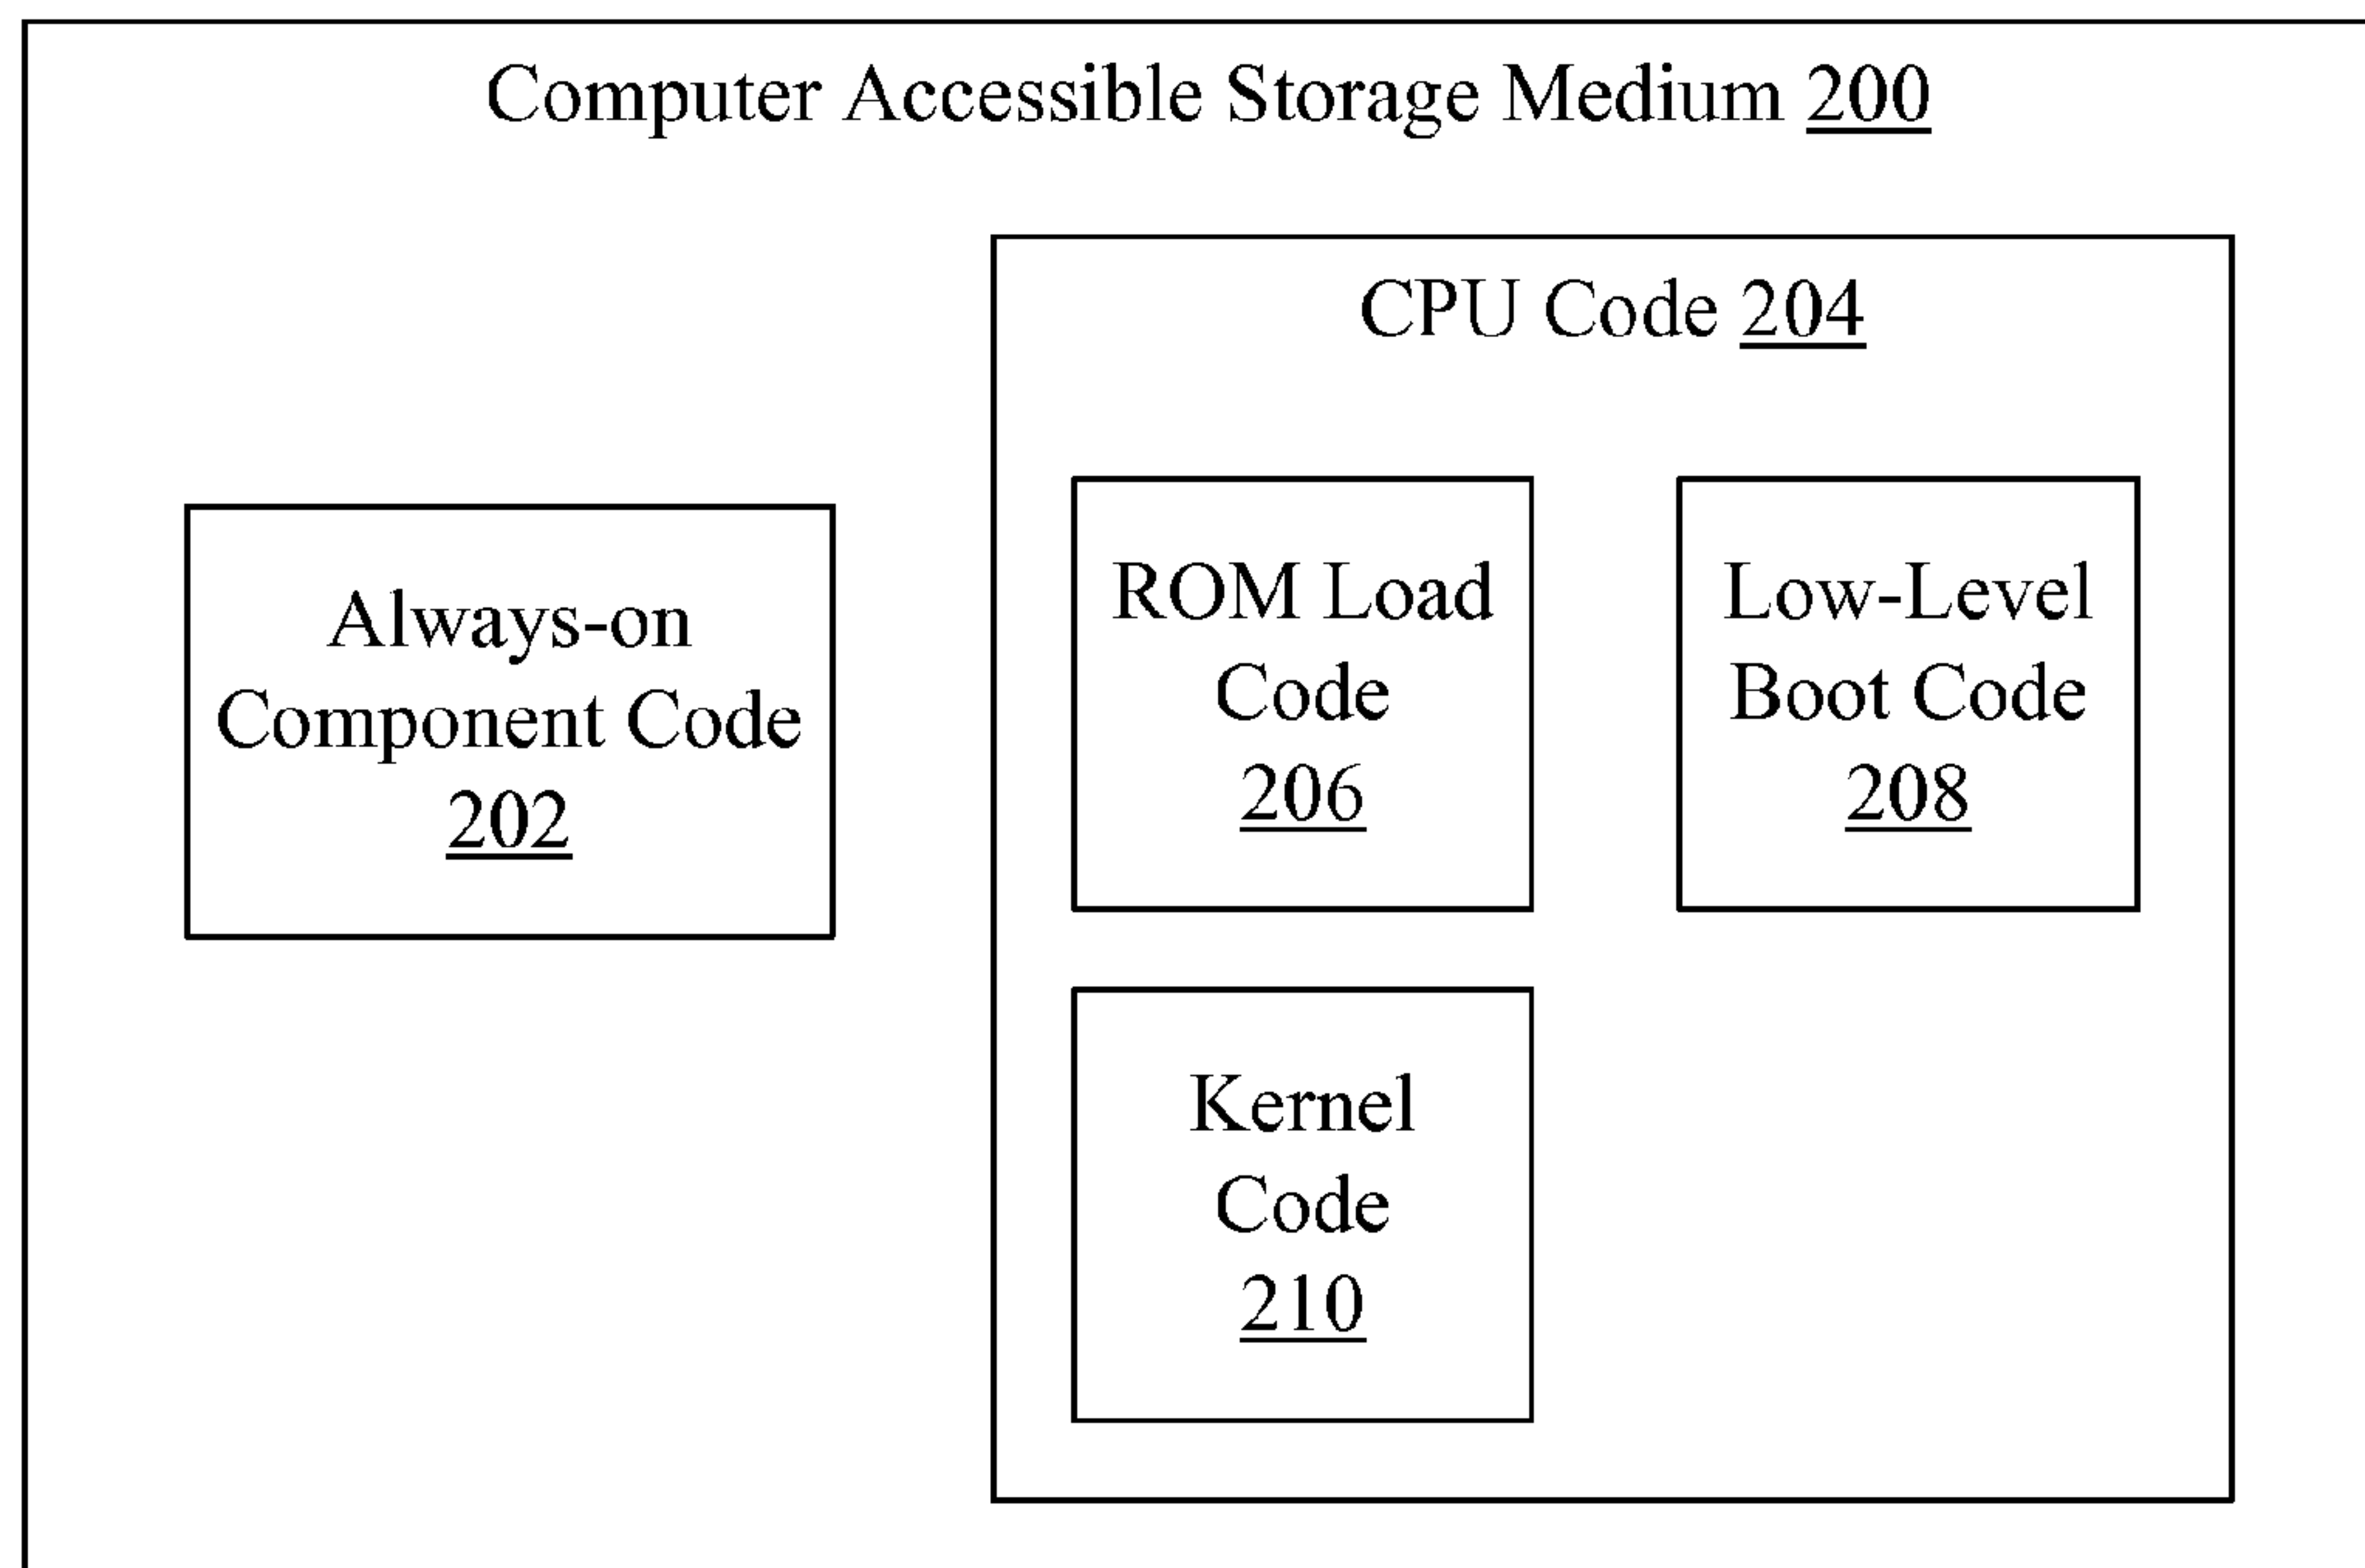 Computer Accessible Storage Medium 200
CPU Code 204
Always-on
Component Code
202
ROM Load
Code
206
Low-Level
Boot Code
208
Kernel
Code
210